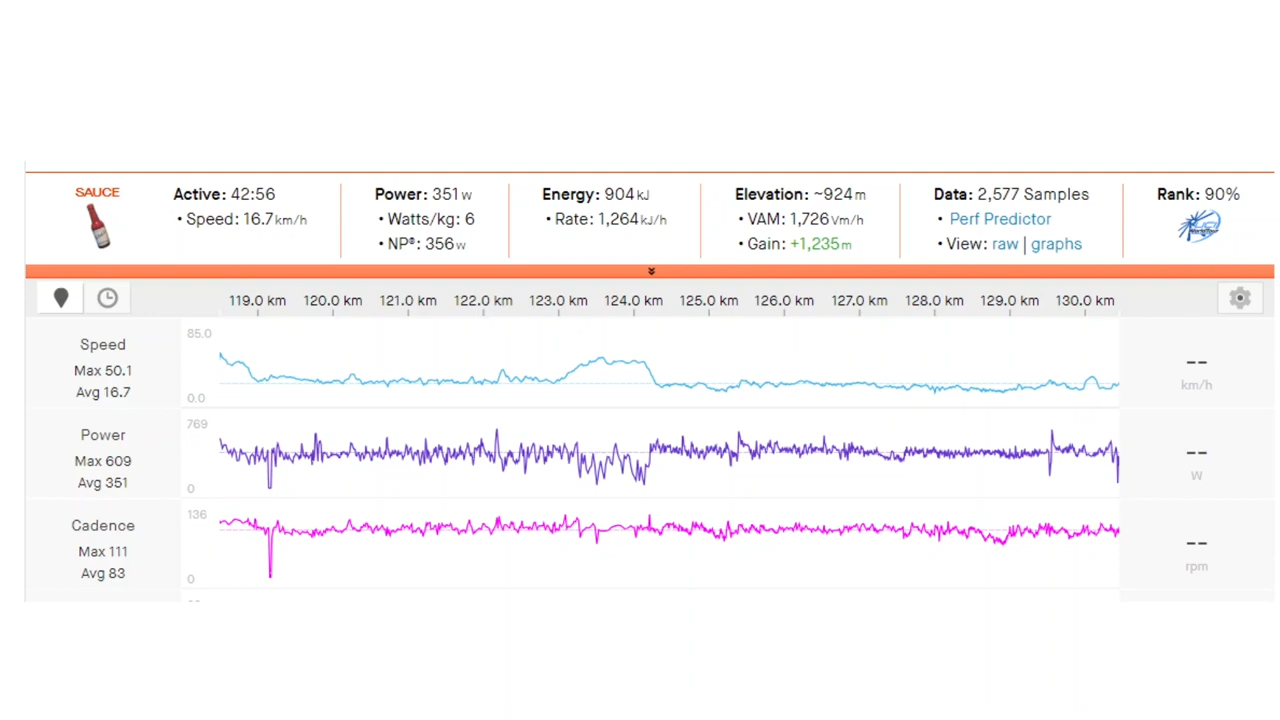 SAUCE
Active: 42:56
• Speed: 16.7km/h
Power: 351w
• Watts/kg: 6
• NP®: 356w
Energy: 904kJ
• Rate: 1,264kJ/h
Elevation: ~924m
• VAM: 1,726Vm/h
• Gain: +1,235m
Data: 2,577 Samples
• Perf Predictor
• View: raw | graphs
Rank: 90%
119.0 km 120.0 km 121.0 km 122.0 km 123.0 km 124.0 km 125.0 km 126.0 km 127.0 km 128.0 km 129.0 km 130.0 km
Speed
Max 50.1
Avg 16.7
85.0
0.0
--
km/h
Power
Max 609
Avg 351
769
0
--
W
Cadence
Max 111
Avg 83
136
0
--
rpm